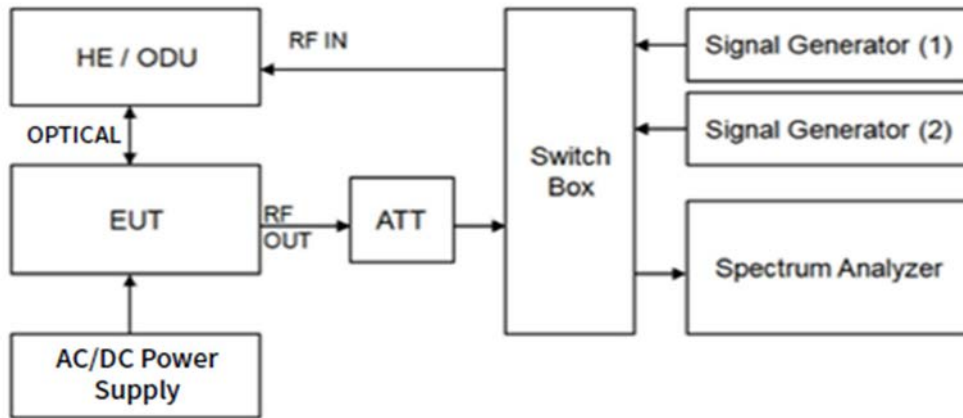 HE / ODU
RF IN
Signal Generator (1)
OPTICAL
Signal Generator (2)
Switch
Box
EUT
RF
OUT
ATT
Spectrum Analyzer
AC/DC Power
Supply